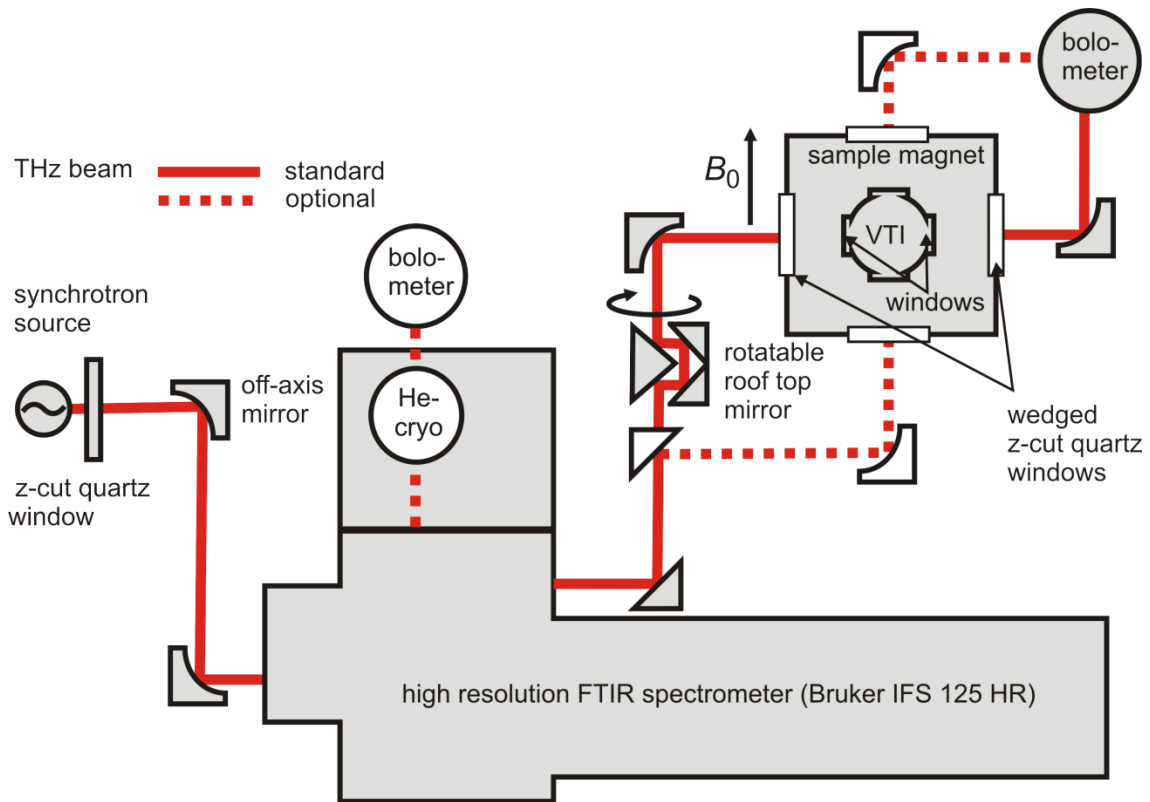 bolo-
meter
sample magnet
THz beam
standard
optional
B0
VTI
bolo-
meter
windows
synchrotron
source
rotatable
roof top
mirror
off-axis
mirror
He-
cryo
wedged
z-cut quartz
windows
z-cut quartz
window
high resolution FTIR spectrometer (Bruker IFS 125 HR)